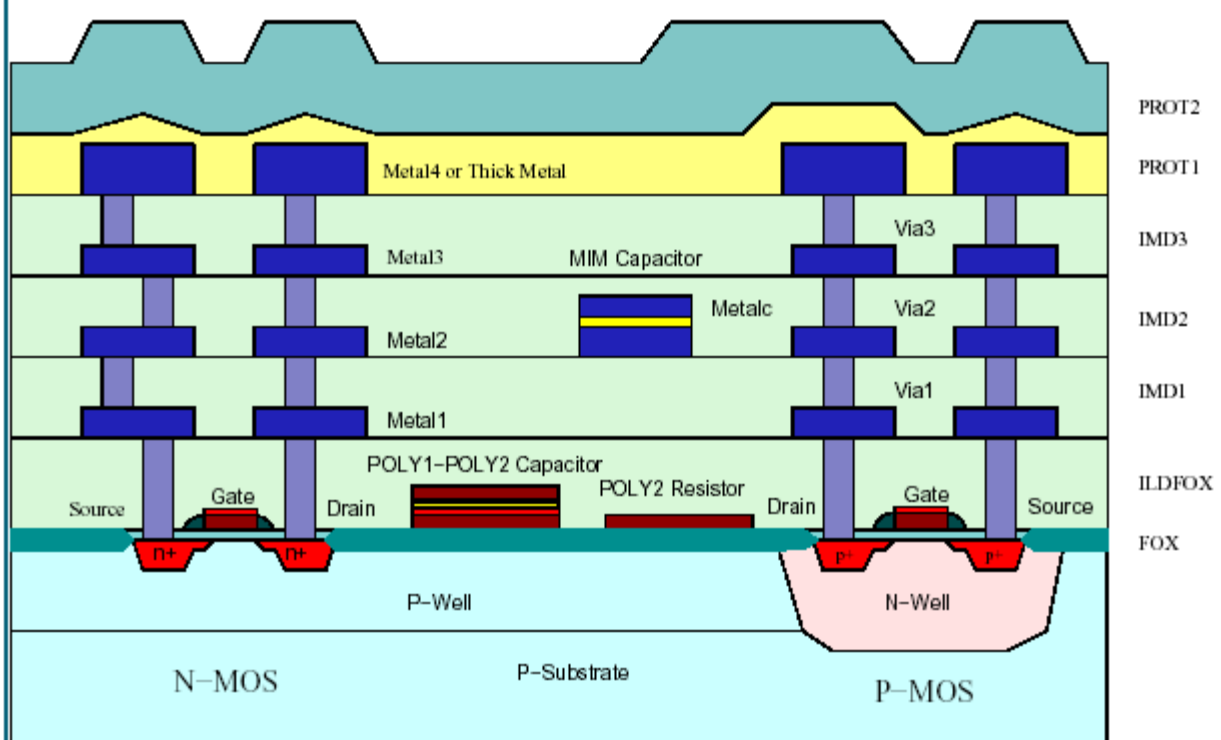 PROT2
Metal4 or Thick Metal
PROT1
Via3
IMD3
Metal3
MIM Capacitor
Metalc
Via2
IMD2
Metal2
Via1
IMD1
Metal1
POLY1-POLY2 Capacitor
ILDFOX
POLY2 Resistor
Source
Gate
Drain
Drain
Gate
Source
FOX
n+
n+
P+
P+
P-Well
N-Well
P-Substrate
N-MOS
P-MOS